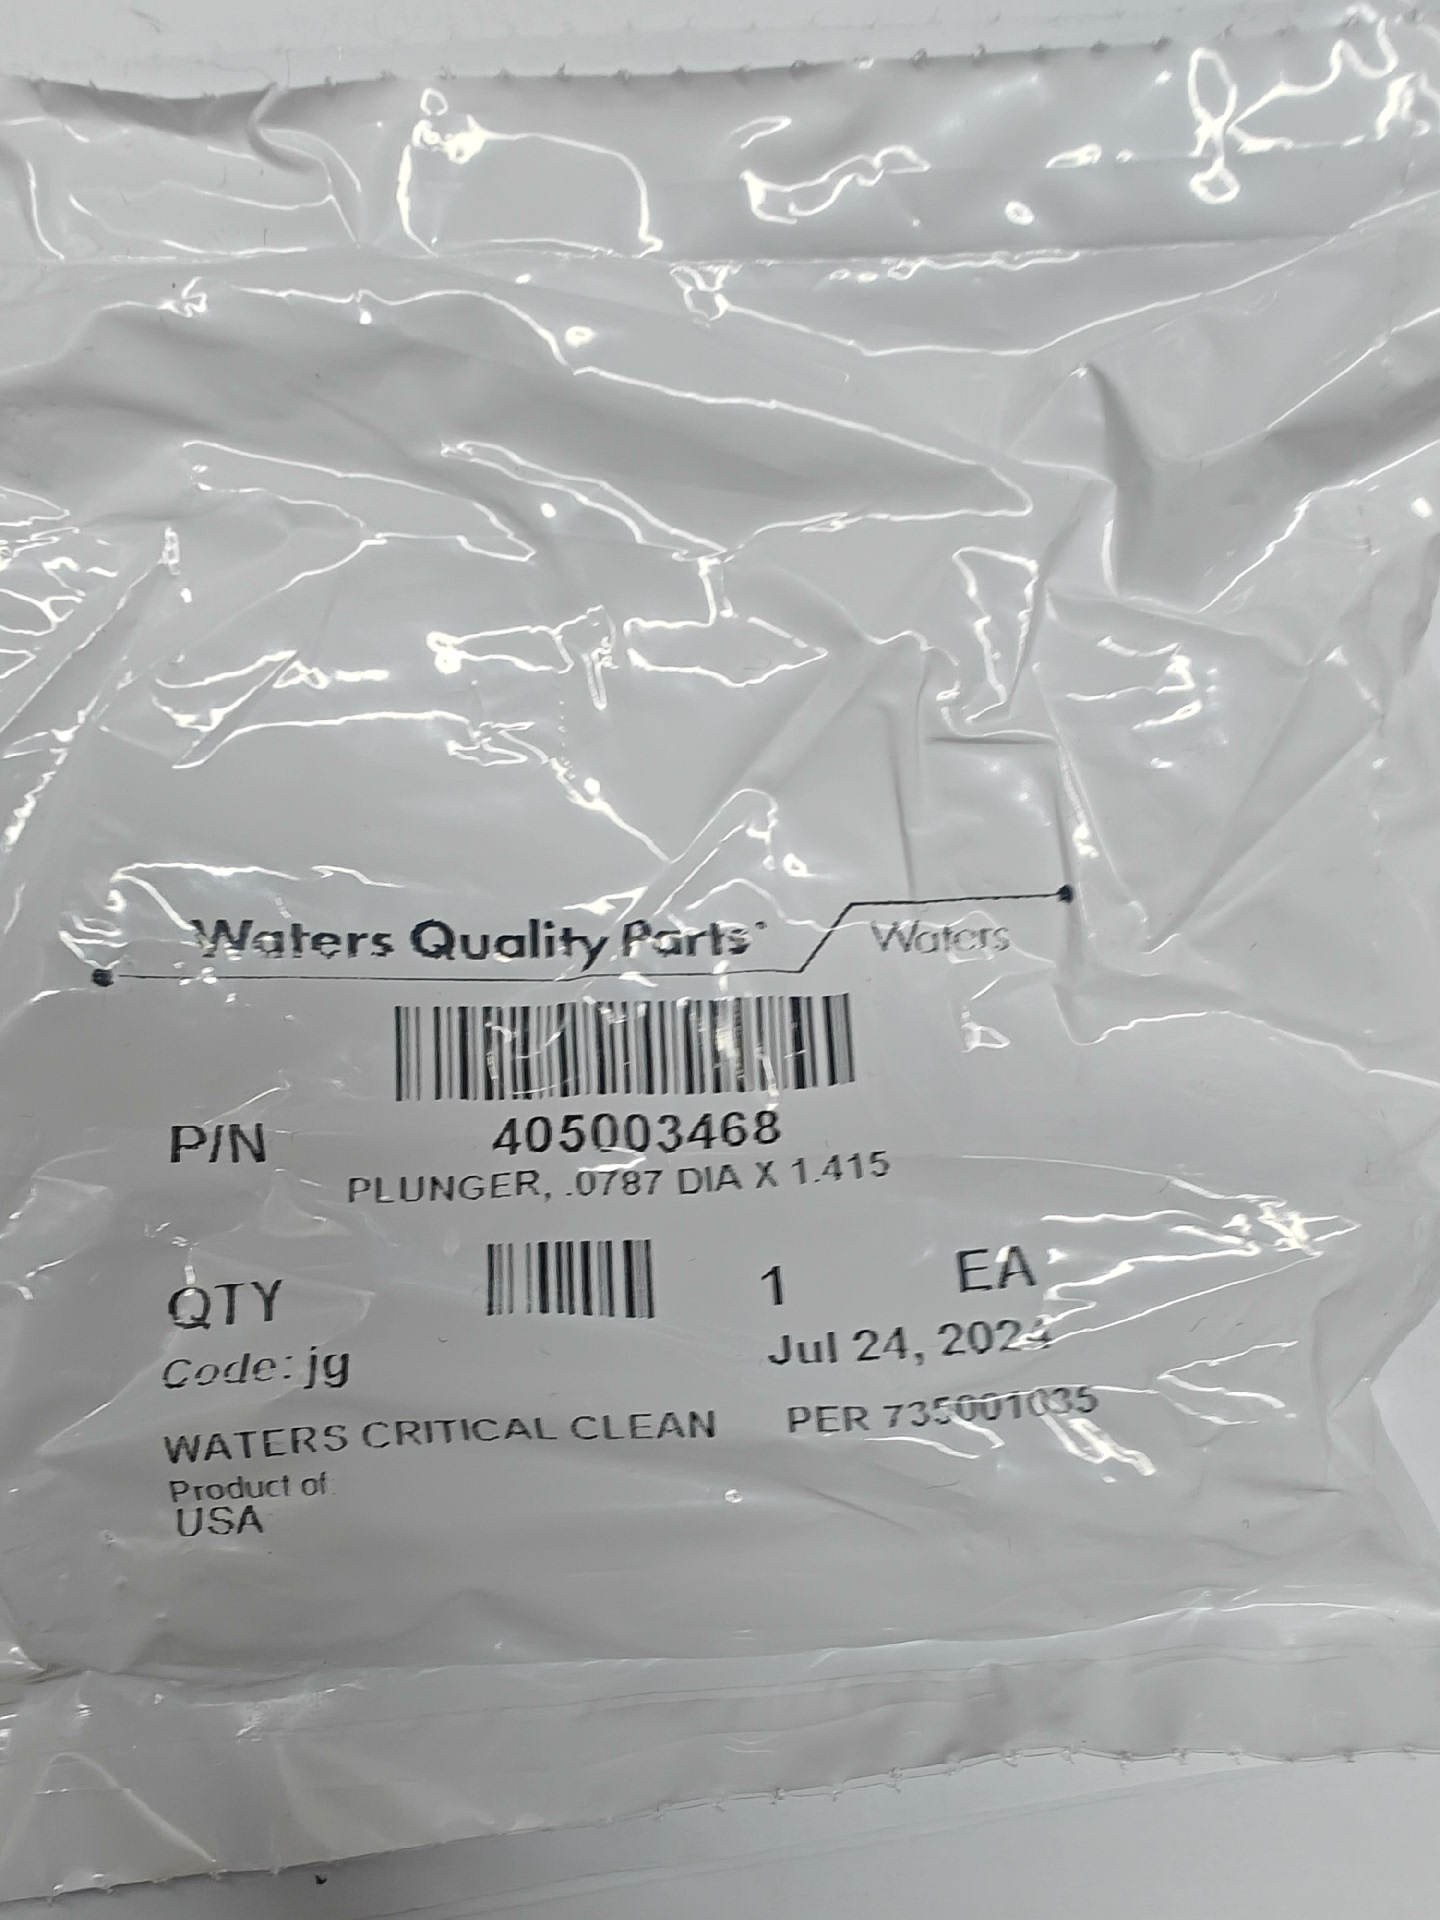 Waters Quality Parts Waters
P/N 405003468
PLUNGER, .0787 DIA X 1.415
QTY 1 EA
Code: jg Jul 24, 2024
WATERS CRITICAL CLEAN PER 735001035
Product of:
USA